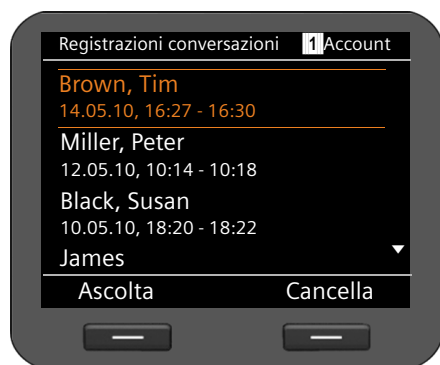 Registrazioni conversazioni 1 Account
Brown, Tim
14.05.10, 16:27 - 16:30
Miller, Peter
12.05.10, 10:14 - 10:18
Black, Susan
10.05.10, 18:20 - 18:22
James
Ascolta Cancella